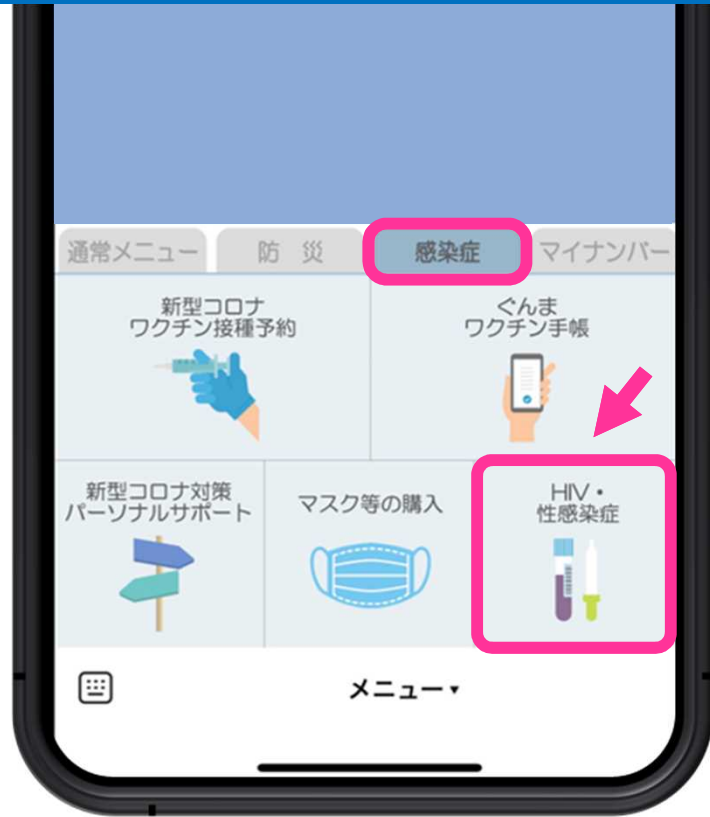 通常メニュー
防 災
感染症
マイナンバー
新型コロナ
ワクチン接種予約
ぐんま
ワクチン手帳
新型コロナ対策
パーソナルサポート
マスク等の購入
HIV・
性感染症
メニュー▼